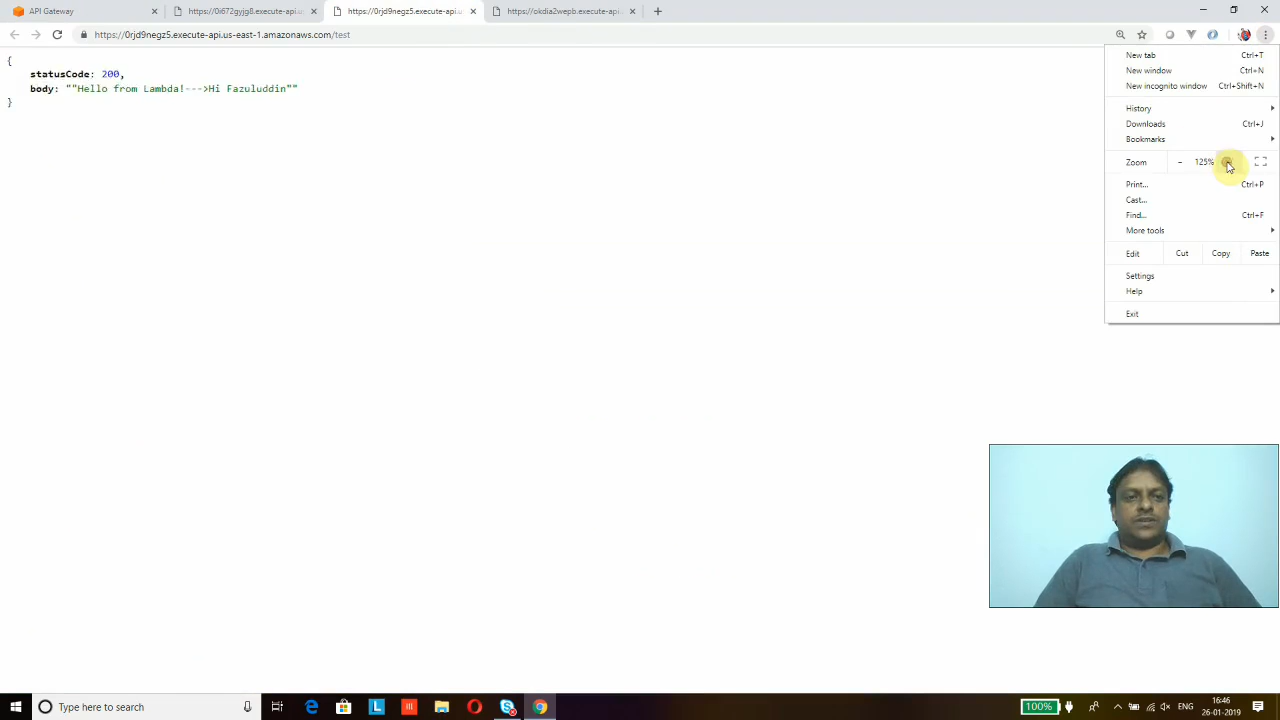 API Gateway
https://0i672gyjg8.execute-api.u
https://0rjd9negz5.execute-api.u
https://okdia2wepb.execute-api.
https://0rjd9negz5.execute-api.us-east-1.amazonaws.com/test
{
statusCode: 200,
body: ""Hello from Lambda!--->Hi Fazuluddin""
}
New tab Ctrl+T
New window Ctrl+N
New incognito window Ctrl+Shift+N
History
Downloads Ctrl+J
Bookmarks
Zoom - 125%
Print... Ctrl+P
Cast...
Find... Ctrl+F
More tools
Edit Cut Copy Paste
Settings
Help
Exit
Type here to search
100%
ENG
16:46
26-01-2019